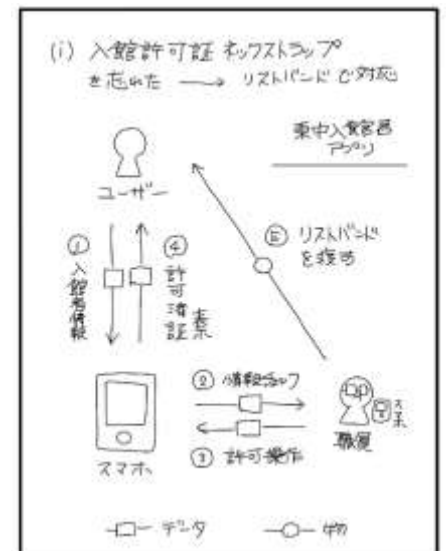 (i) 入館許可証 ネックストラップ
を忘れた → リストバンドで対応
東中入館者
アプリ
ユーザー
① 入館者情報
④ 許可済証 表示
⑤ リストバンド
を渡す
② 情報チェック
③ 許可操作
スマホ
スマホ
職員
データ
物